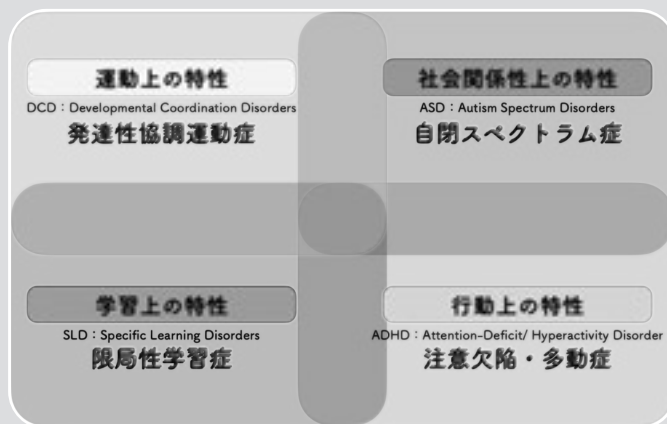 運動上の特性
DCD：Developmental Coordination Disorders
発達性協調運動症
社会関係性上の特性
ASD：Autism Spectrum Disorders
自閉スペクトラム症
学習上の特性
SLD：Specific Learning Disorders
限局性学習症
行動上の特性
ADHD：Attention–Deficit/ Hyperactivity Disorder
注意欠陥・多動症